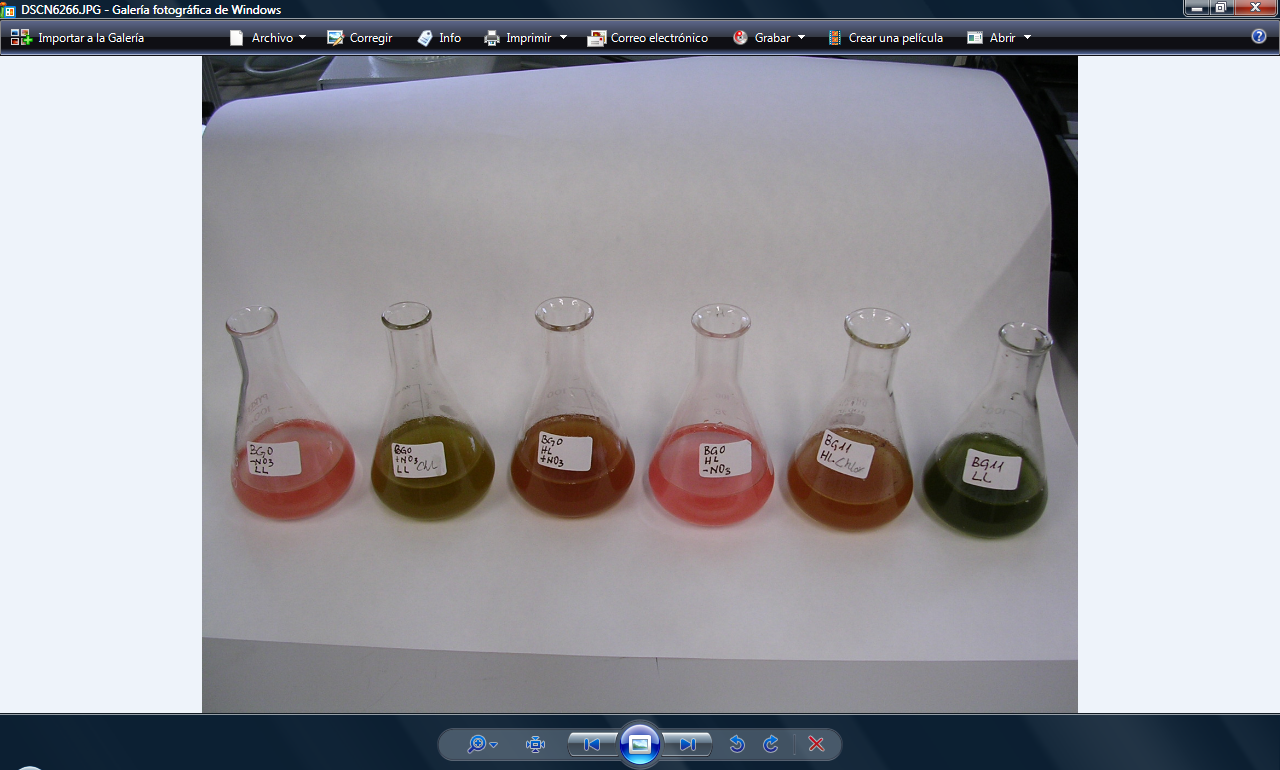 DSCN6266.JPG - Galería fotográfica de Windows
Importar a la Galería Archivo Corregir Info Imprimir Correo electrónico Grabar Crear una película Abrir
BG0
-NO3
LL
BG0
+NO3
LL
BG0
HL
+NO3
BG0
HL
-NO3
BG11
HL-Chlor
BG11
LL